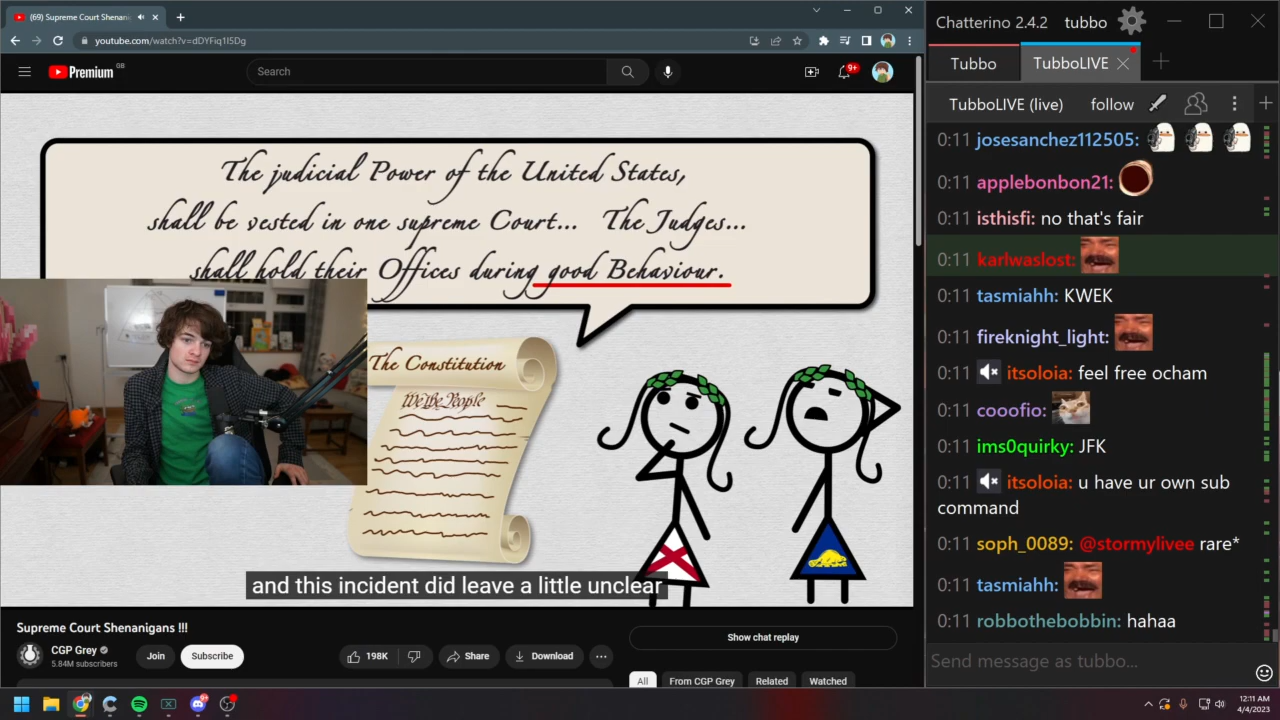 (69) Supreme Court Shenani
youtube.com/watch?v=dDYFiq1I5Dg
Premium GB
Search
9+
The judicial Power of the United States,
shall be vested in one supreme Court... The Judges...
shall hold their Offices during good Behaviour.
The Constitution
We the People
and this incident did leave a little unclear
Supreme Court Shenanigans !!!
CGP Grey
5.84M subscribers
Join
Subscribe
198K
Share
Download
Show chat replay
All
From CGP Grey
Related
Watched
Chatterino 2.4.2 tubbo
Tubbo
TubboLIVE
TubboLIVE (live)
follow
0:11 josesanchez112505:
0:11 applebonbon21:
0:11 isthisfi: no that's fair
0:11 karlwaslost:
0:11 tasmiahh: KWEK
0:11 fireknight_light:
0:11 itsoloia: feel free ocham
0:11 cooofio:
0:11 ims0quirky: JFK
0:11 itsoloia: u have ur own sub
command
0:11 soph_0089: @stormylivee rare*
0:11 tasmiahh:
0:11 robbothebobbin: hahaa
Send message as tubbo...
12:11 AM
4/4/2023